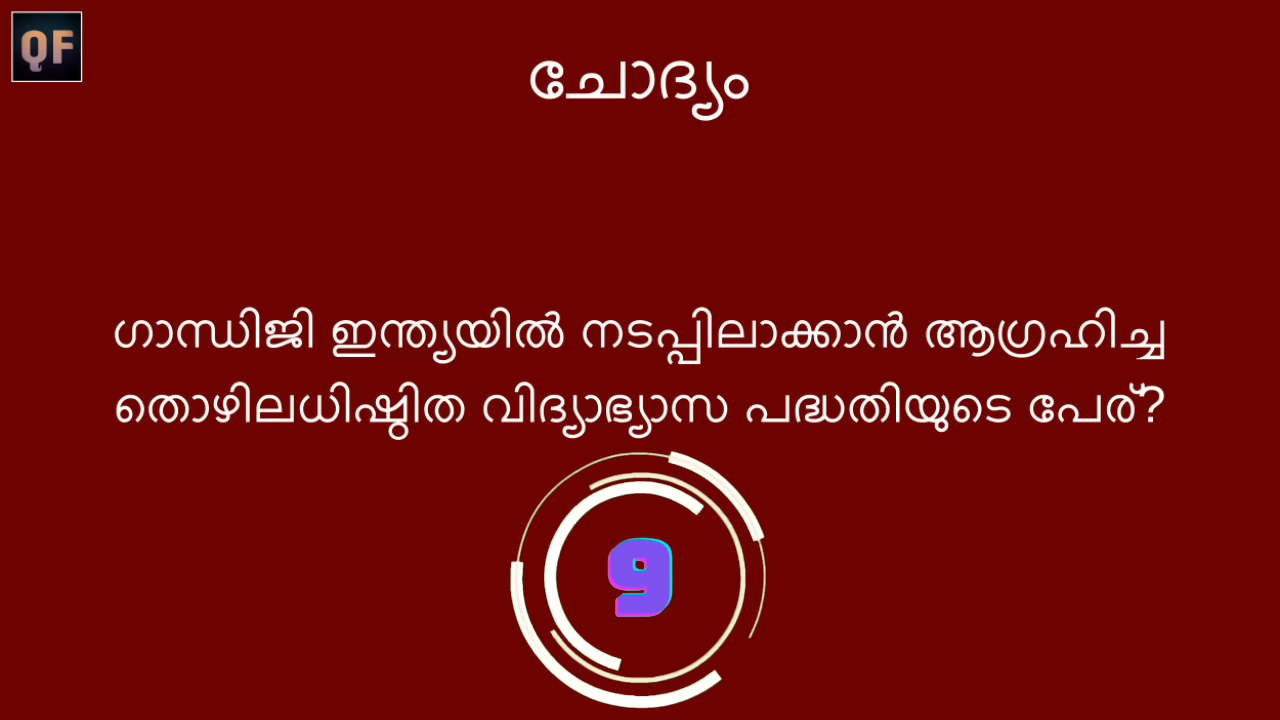 QF
ചോദ്യം
ഗാന്ധിജി ഇന്ത്യയിൽ നടപ്പിലാക്കാൻ ആഗ്രഹിച്ച
തൊഴിലധിഷ്ഠിത വിദ്യാഭ്യാസ പദ്ധതിയുടെ പേര്?
9